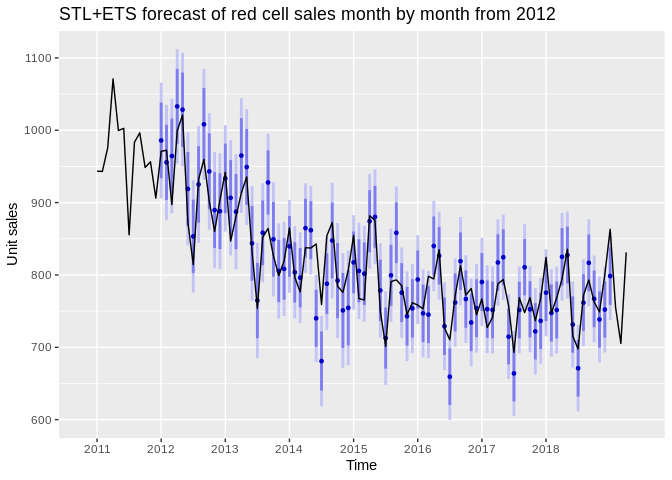 STL+ETS forecast of red cell sales month by month from 2012
Unit sales
1100
1000
900
800
700
600
2011 2012 2013 2014 2015 2016 2017 2018
Time